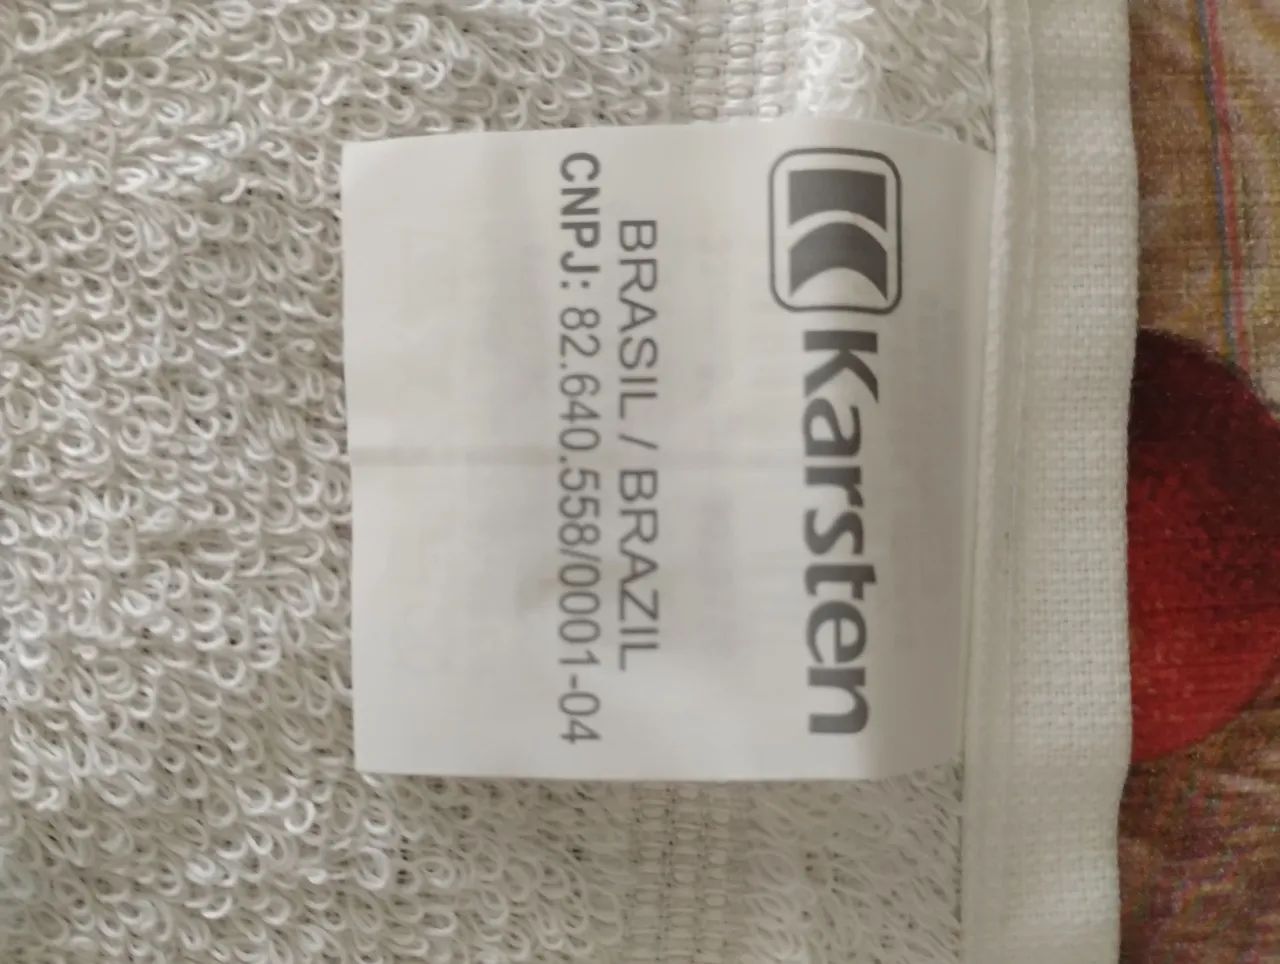 Karsten
BRASIL / BRAZIL
CNPJ: 82.640.558/0001-04